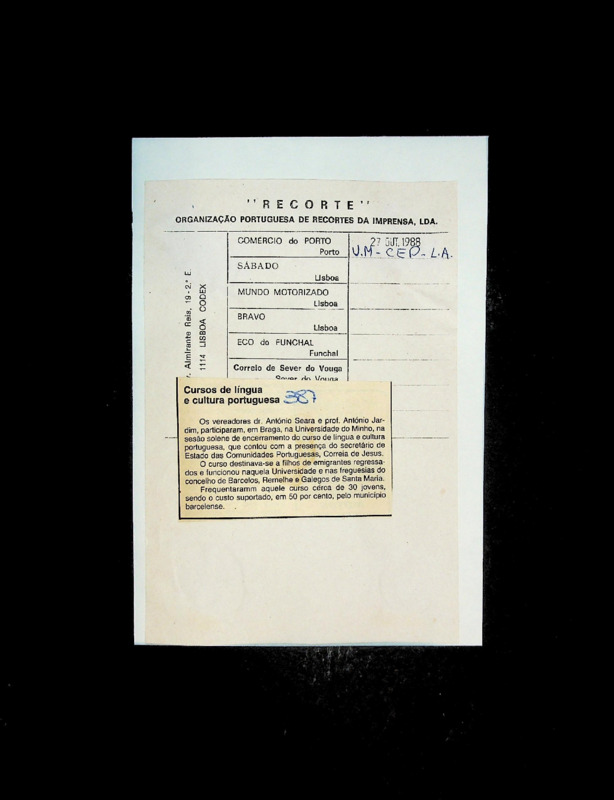 "RECORTE"
ORGANIZAÇÃO PORTUGUESA DE RECORTES DA IMPRENSA, LDA.
COMÉRCIO do PORTO
Porto
27 OUT. 1988
U.M - CEP - L.A.
SÁBADO
Lisboa
MUNDO MOTORIZADO
Lisboa
BRAVO
Lisboa
ECO do FUNCHAL
Funchal
Correio de Sever do Vouga
Sever do Vouga
Almirante Reis, 19 - 2.º E.
1114 LISBOA CODEX
Cursos de língua
e cultura portuguesa 387
Os vereadores dr. António Seara e prof. António Jar-
dim, participaram, em Braga, na Universidade do Minho, na
sesão solene de encerramento do curso de língua e cultura
portuguesa, que contou com a presença do secretário de
Estado das Comunidades Portuguesas, Correia de Jesus.
O curso destinava-se a filhos de emigrantes regressa-
dos e funcionou naquela Universidade e nas freguesias do
concelho de Barcelos, Remelhe e Galegos de Santa Maria.
Frequentaramm aquele curso cerca de 30 jovens,
sendo o custo suportado, em 50 por cento, pelo município
barcelense.